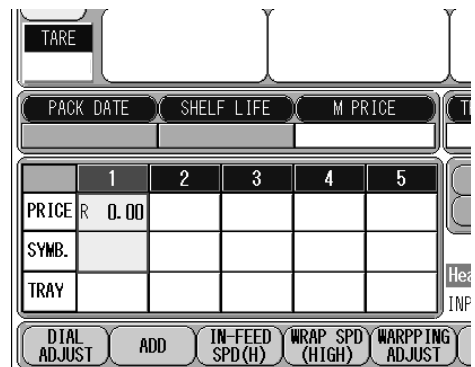 TARE
PACK DATE SHELF LIFE M PRICE
1 2 3 4 5
PRICE R 0.00
SYMB.
TRAY
Hea
INP
DIAL ADD IN-FEED WRAP SPD WARPPING
ADJUST SPD(H) (HIGH) ADJUST